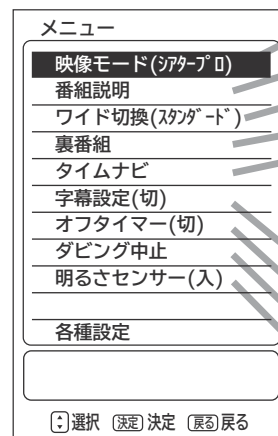 メニュー
映像モード(ｼｱﾀｰﾌﾟﾛ)
番組説明
ワイド切換(ｽﾀﾝﾀﾞｰﾄﾞ)
裏番組
タイムナビ
字幕設定(切)
オフタイマー(切)
ダビング中止
明るさセンサー(入)
各種設定
選択 決定 決定 戻る 戻る